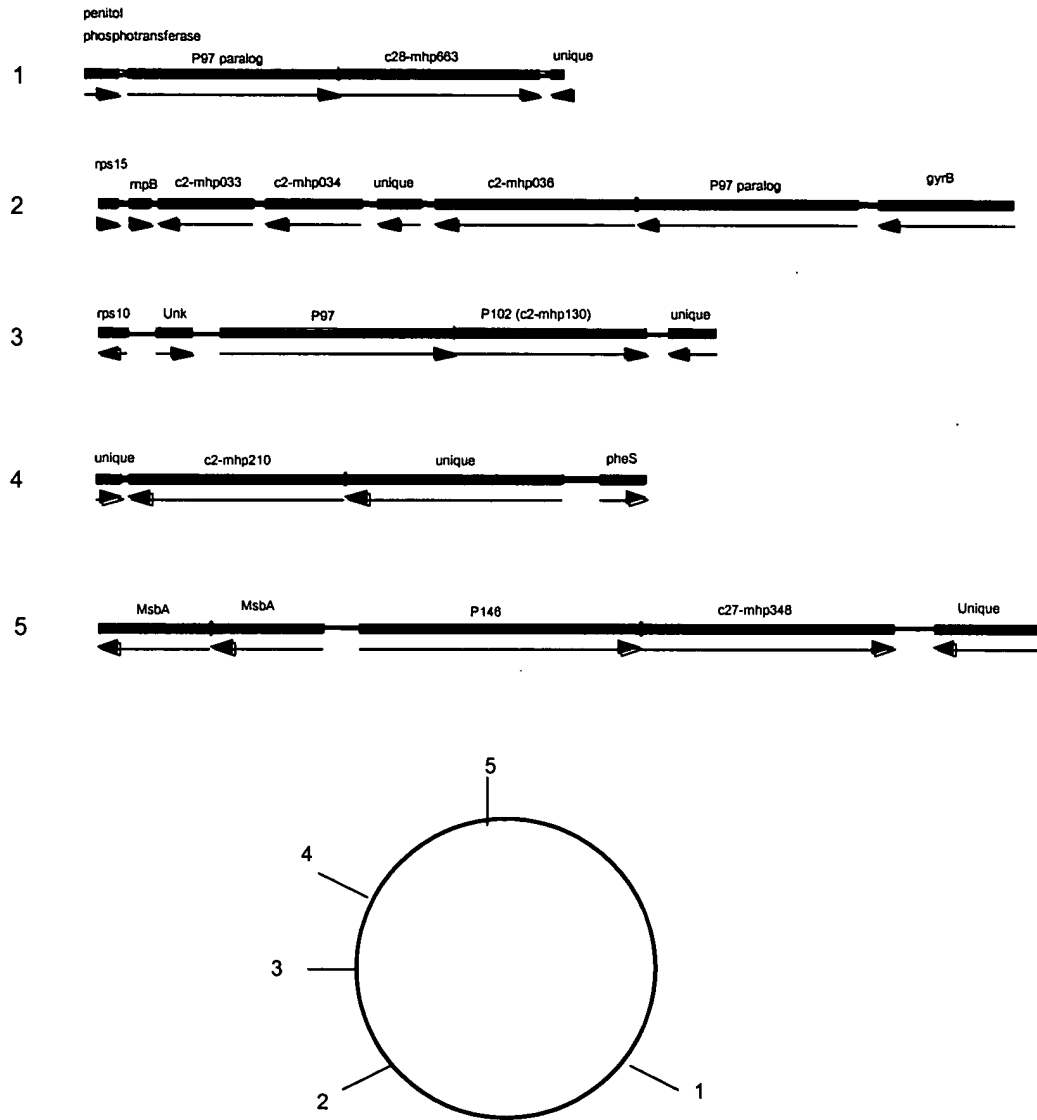 penitol
phosphotransferase
P97 paralog c28-mhp663 unique
1
rps15
rnpB c2-mhp033 c2-mhp034 unique c2-mhp036 P97 paralog gyrB
2
rps10 Unk P97 P102 (c2-mhp130) unique
3
unique c2-mhp210 unique pheS
4
MsbA MsbA P146 c27-mhp348 Unique
5
5
4
3
2
1